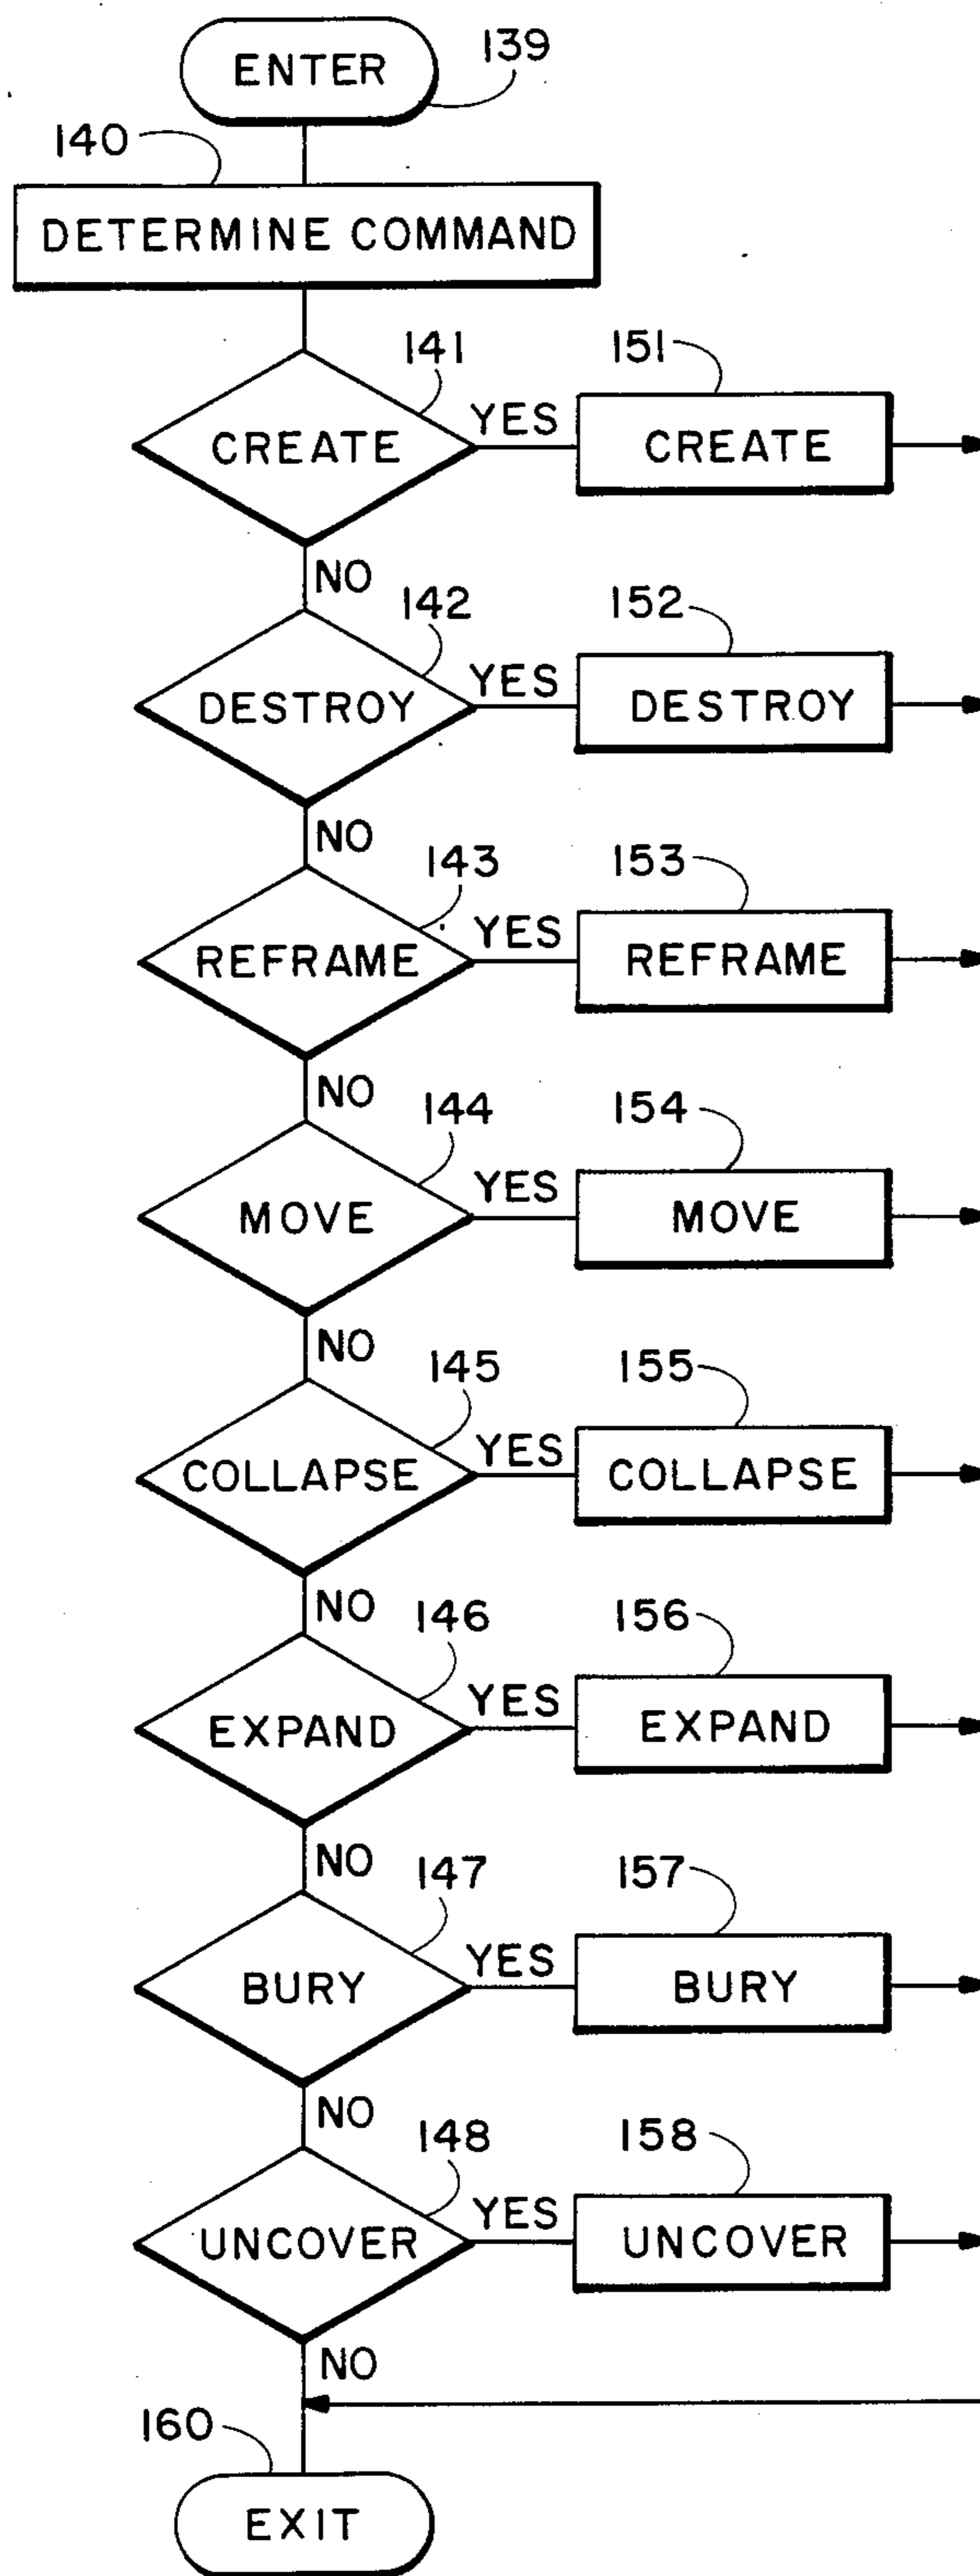 ENTER
139
140
DETERMINE COMMAND
141
151
CREATE
YES
CREATE
NO
142
152
DESTROY
YES
DESTROY
NO
143
153
REFRAME
YES
REFRAME
NO
144
154
MOVE
YES
MOVE
NO
145
155
COLLAPSE
YES
COLLAPSE
NO
146
156
EXPAND
YES
EXPAND
NO
147
157
BURY
YES
BURY
NO
148
158
UNCOVER
YES
UNCOVER
NO
160
EXIT